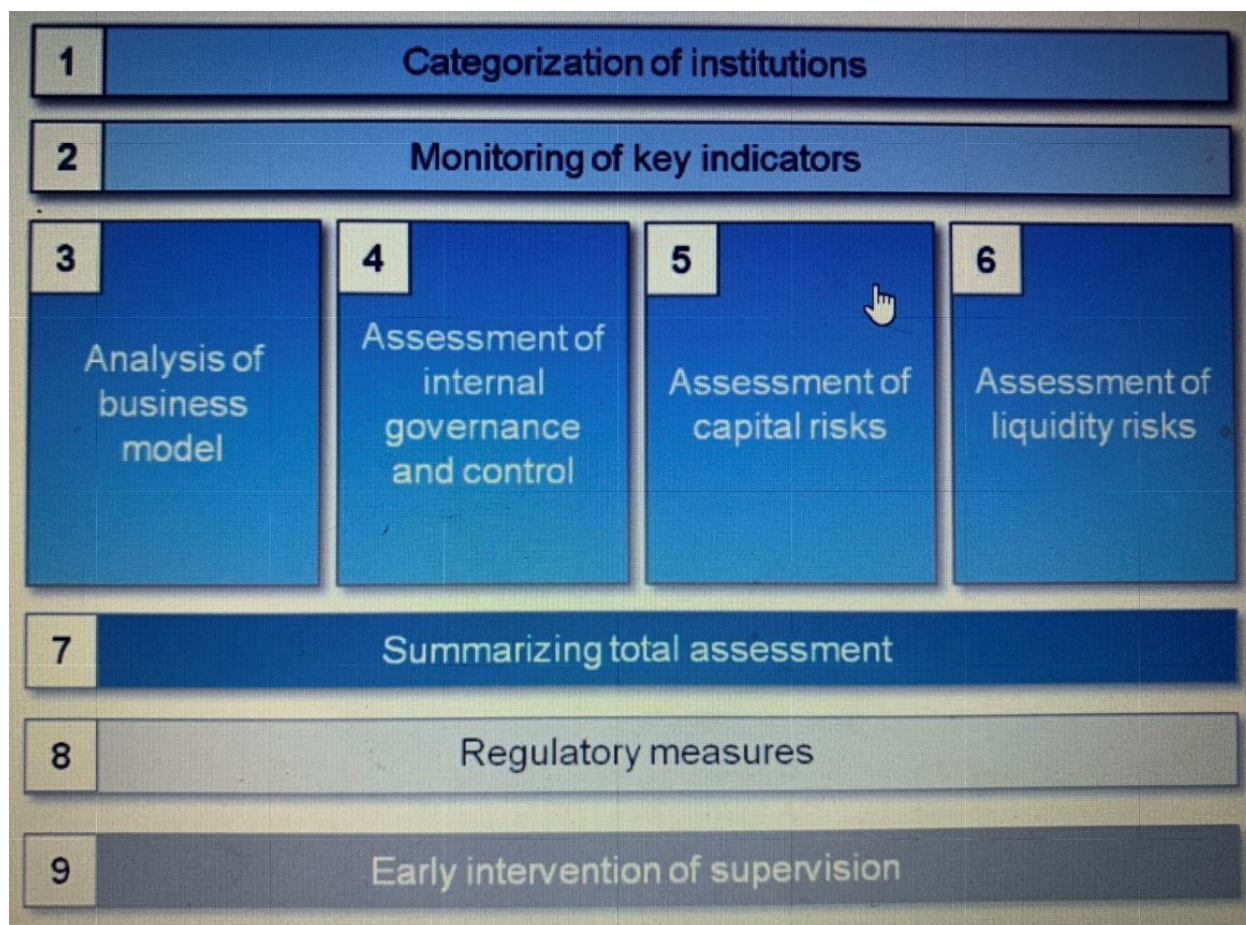 1
Categorization of institutions
2
Monitoring of key indicators
3
Analysis of
business
model
4
Assessment of
internal
governance
and control
5
Assessment of
capital risks
6
Assessment of
liquidity risks
7
Summarizing total assessment
8
Regulatory measures
9
Early intervention of supervision